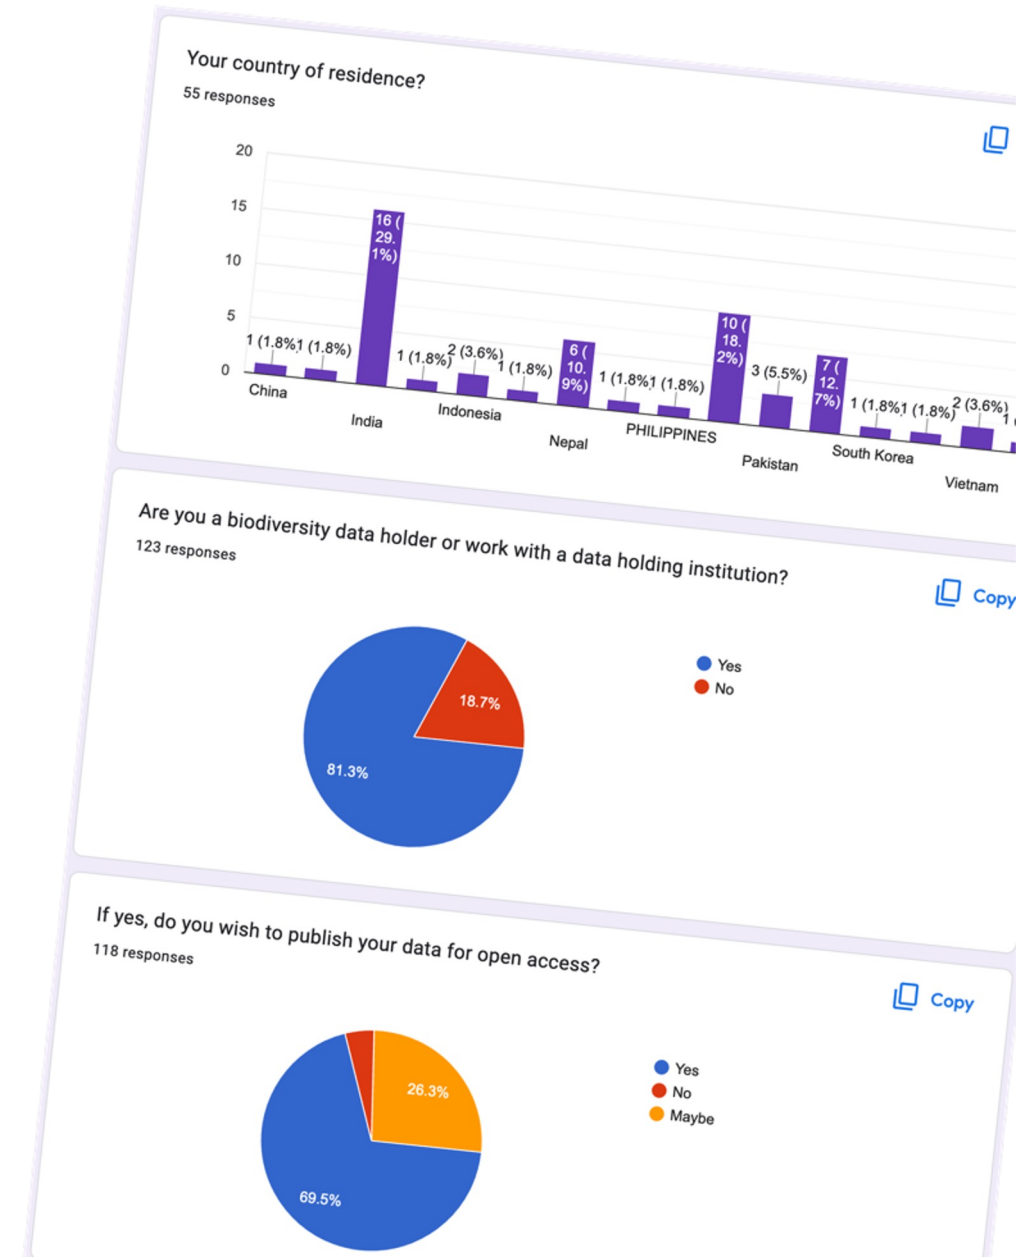 Your country of residence?
55 responses
20
15
10
5
0
1 (1.8%)
1 (1.8%)
16 (
29.
1%)
1 (1.8%)
2 (3.6%)
1 (1.8%)
6 (
10.
9%)
1 (1.8%)
1 (1.8%)
10 (
18.
2%)
3 (5.5%)
7 (
12.
7%)
1 (1.8%)
1 (1.8%)
2 (3.6%)
1 (
China
India
Indonesia
Nepal
PHILIPPINES
Pakistan
South Korea
Vietnam
Are you a biodiversity data holder or work with a data holding institution?
123 responses
Copy
Yes
No
18.7%
81.3%
If yes, do you wish to publish your data for open access?
118 responses
Copy
Yes
No
Maybe
26.3%
69.5%